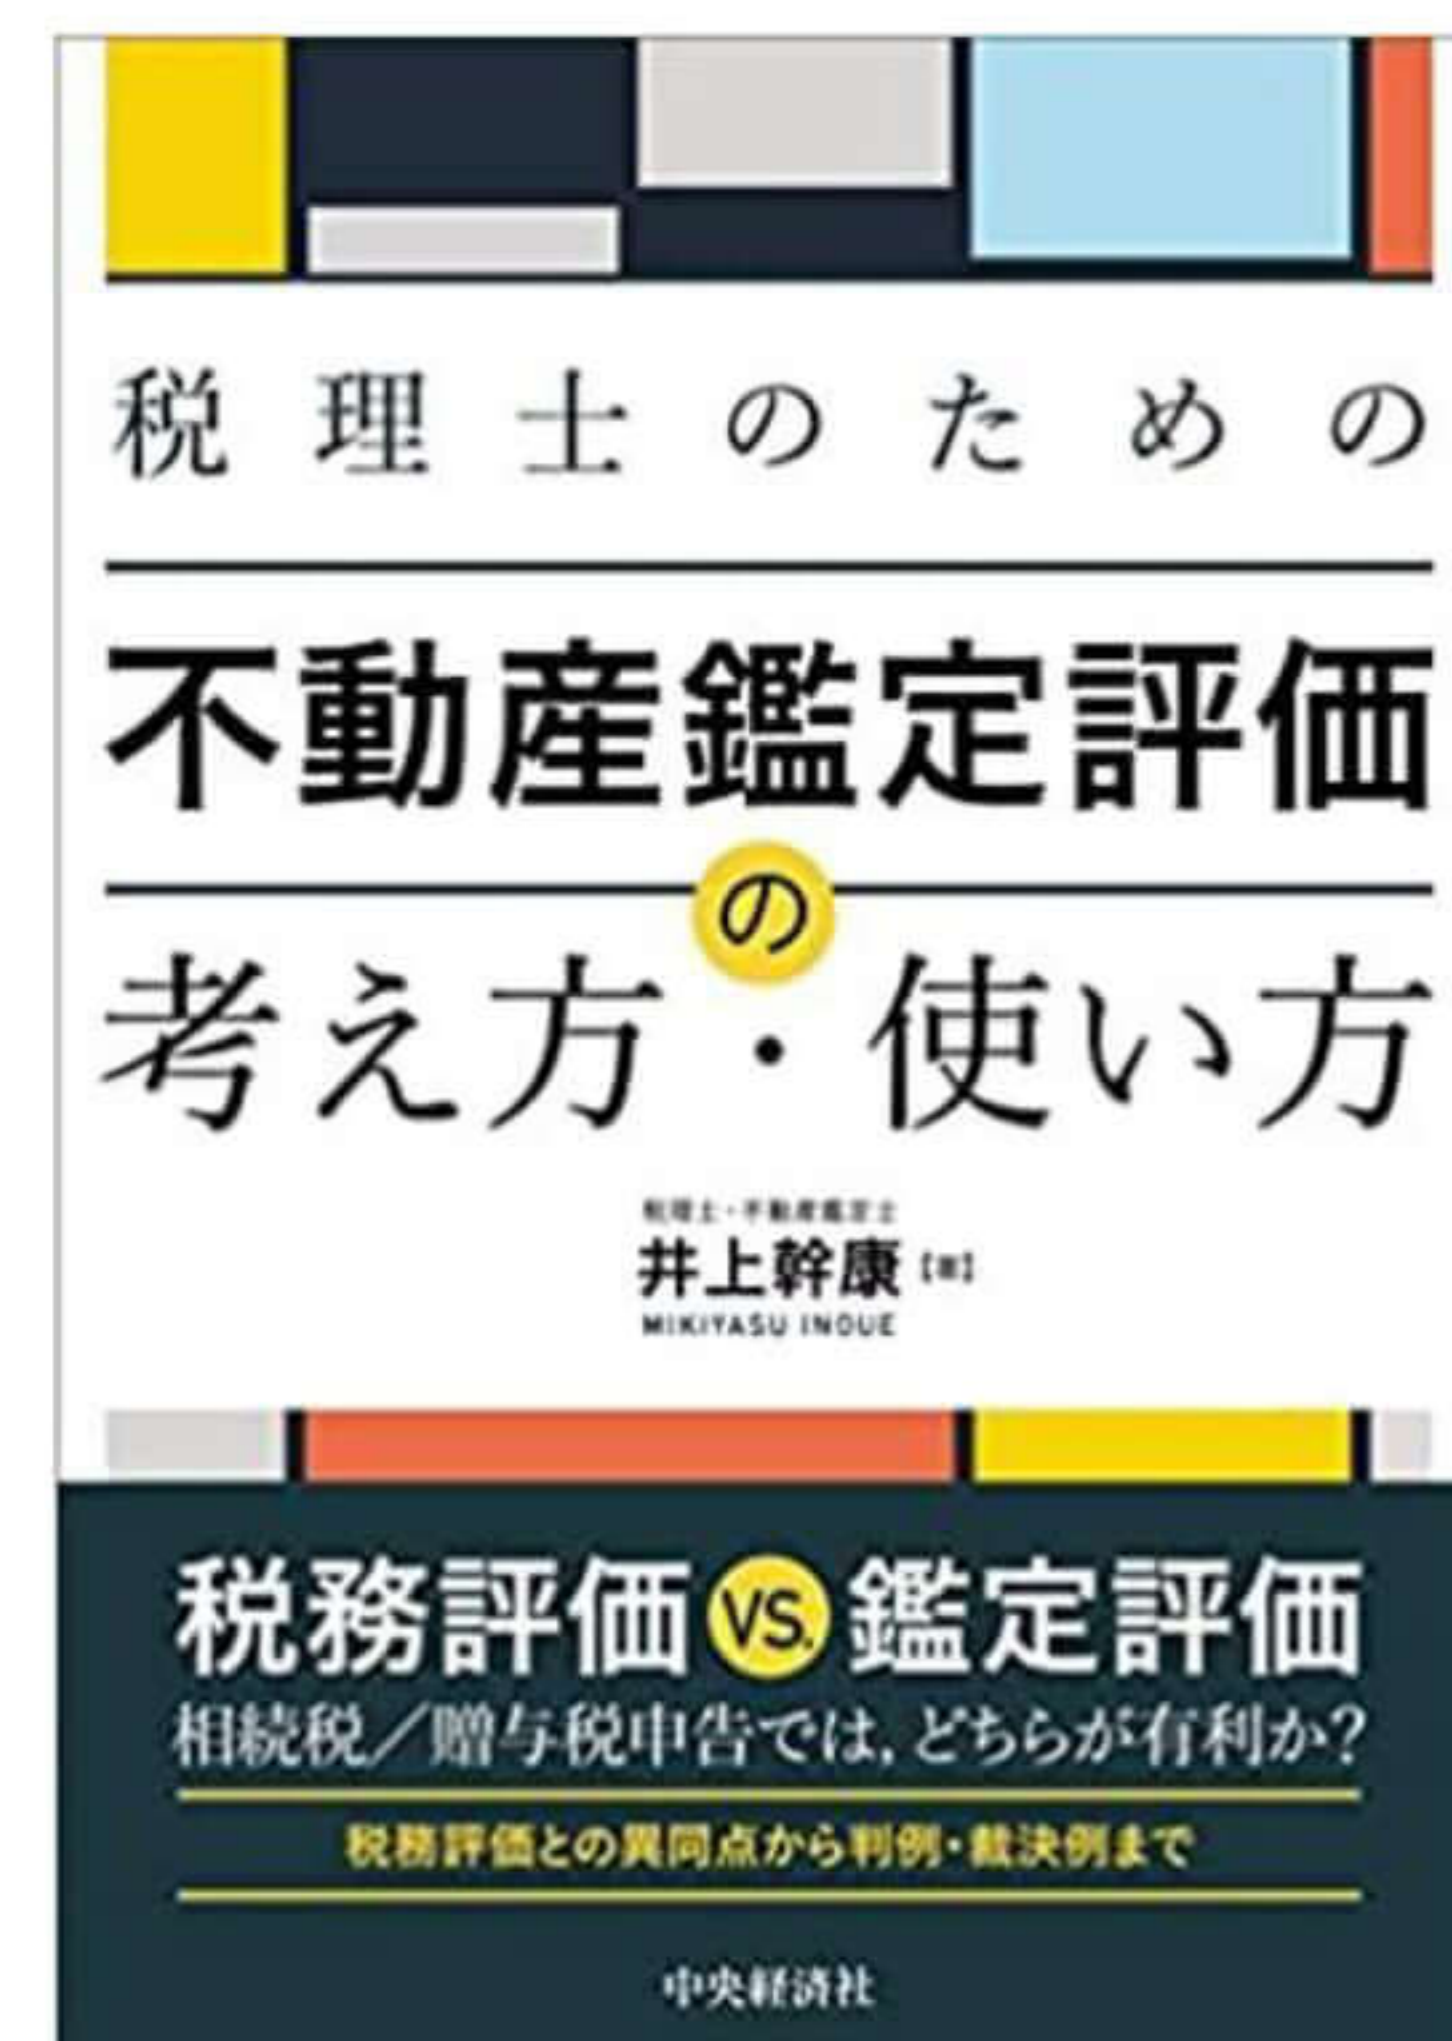 税理士のための
不動産鑑定評価
の
考え方・使い方
税理士・不動産鑑定士
井上幹康【著】
MIKIYASU INOUE
税務評価VS.鑑定評価
相続税／贈与税申告では,どちらが有利か?
税務評価との異同点から判例・裁決例まで
中央経済社